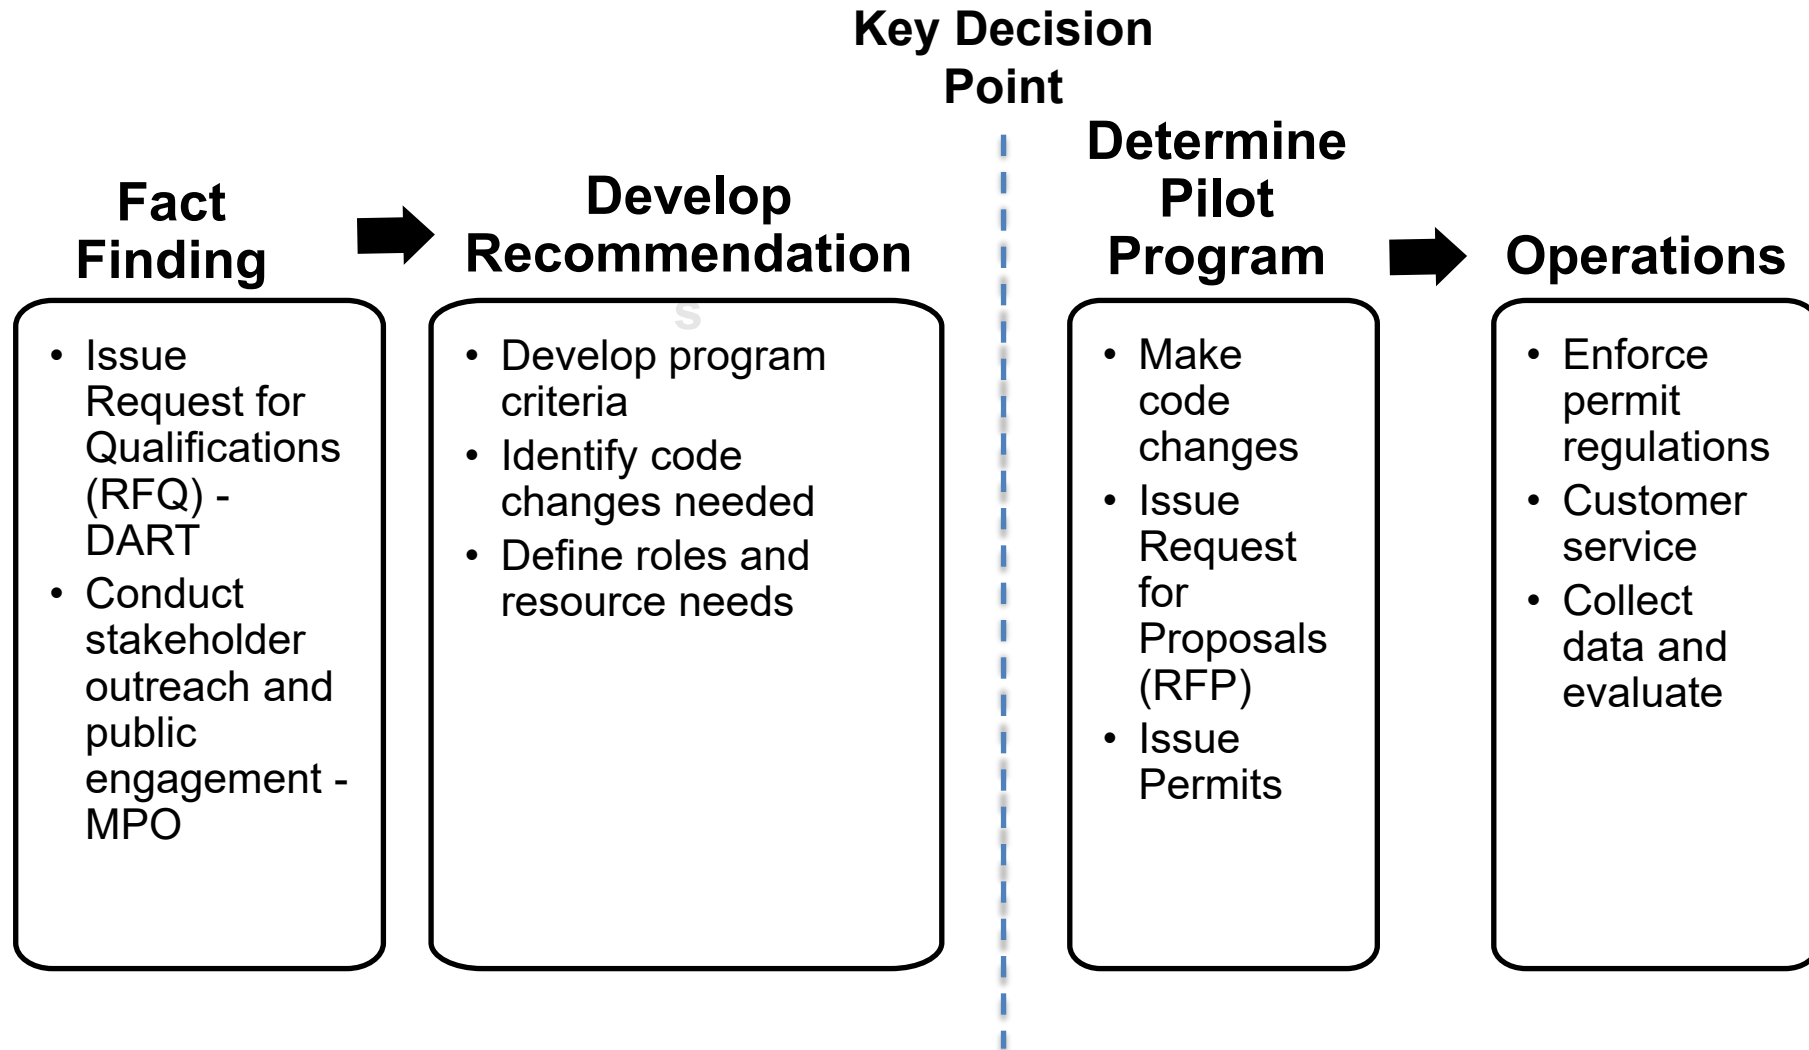 Key Decision
Point
Fact
Finding
Develop
Recommendation
s
Determine
Pilot
Program
Operations
• Issue
Request for
Qualifications
(RFQ) -
DART
• Conduct
stakeholder
outreach and
public
engagement -
MPO
• Develop program
criteria
• Identify code
changes needed
• Define roles and
resource needs
• Make
code
changes
• Issue
Request
for
Proposals
(RFP)
• Issue
Permits
• Enforce
permit
regulations
• Customer
service
• Collect
data and
evaluate